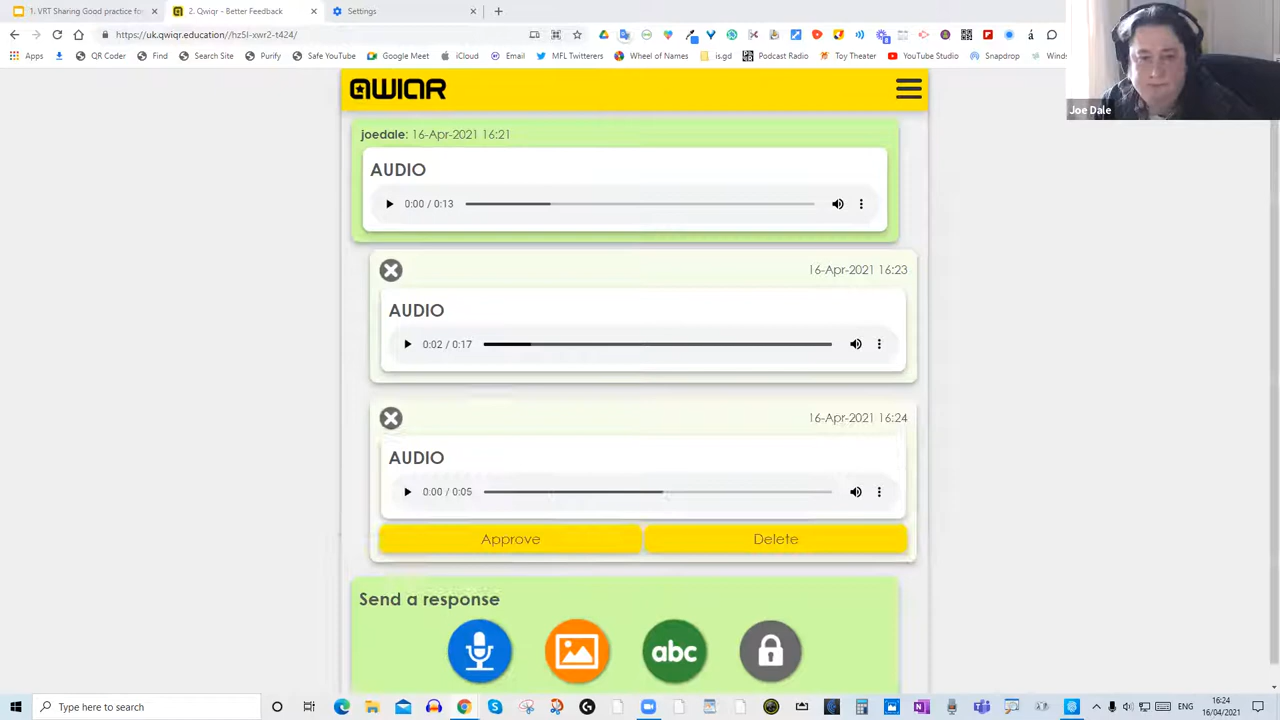 1. VRT Sharing Good practice fo
2. Qwiqr - Better Feedback
Settings
https://uk.qwiqr.education//hz5l-xwr2-t424/
Apps
QR Coder
Find
Search Site
Purify
Safe YouTube
Google Meet
iCloud
Email
MFL Twitterers
Wheel of Names
is.gd
Podcast Radio
Toy Theater
YouTube Studio
Snapdrop
Winds
Joe Dale
QWIQR
joedale: 16-Apr-2021 16:21
AUDIO
0:00 / 0:13
16-Apr-2021 16:23
AUDIO
0:02 / 0:17
16-Apr-2021 16:24
AUDIO
0:00 / 0:05
Approve
Delete
Send a response
abc
Type here to search
ENG
16:24
16/04/2021